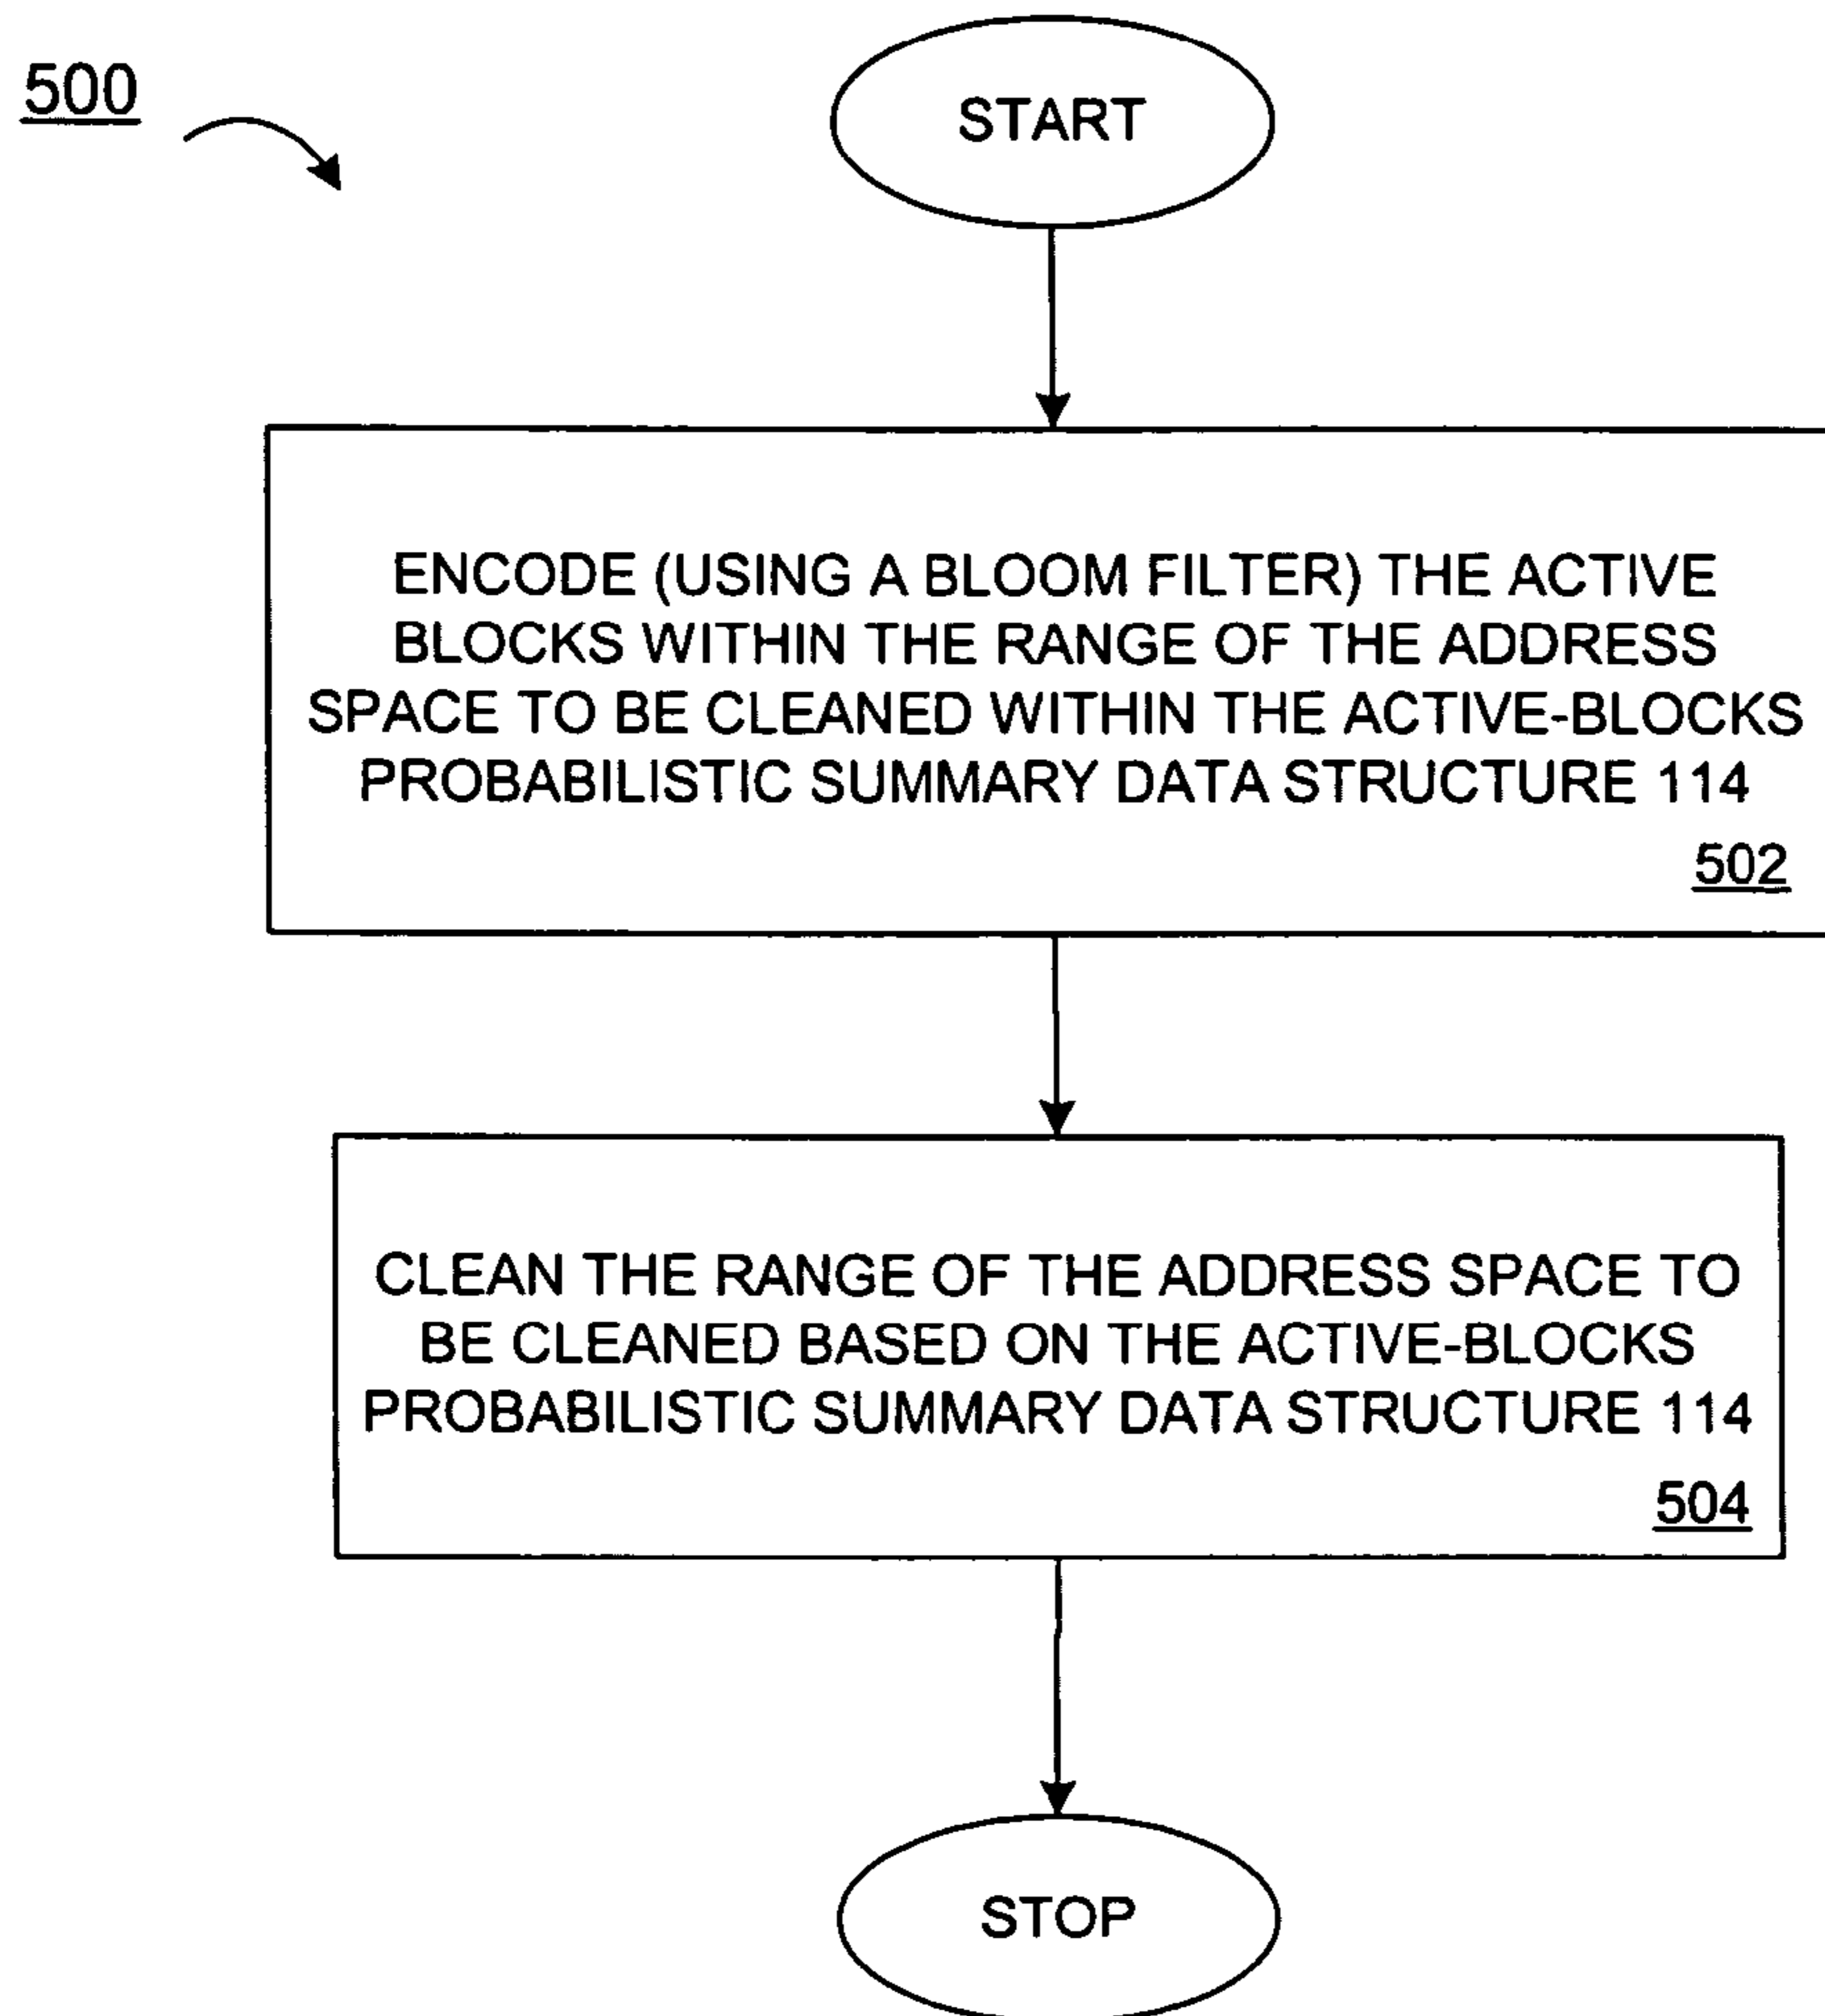 500
START
ENCODE (USING A BLOOM FILTER) THE ACTIVE
BLOCKS WITHIN THE RANGE OF THE ADDRESS
SPACE TO BE CLEANED WITHIN THE ACTIVE-BLOCKS
PROBABILISTIC SUMMARY DATA STRUCTURE 114
502
CLEAN THE RANGE OF THE ADDRESS SPACE TO
BE CLEANED BASED ON THE ACTIVE-BLOCKS
PROBABILISTIC SUMMARY DATA STRUCTURE 114
504
STOP